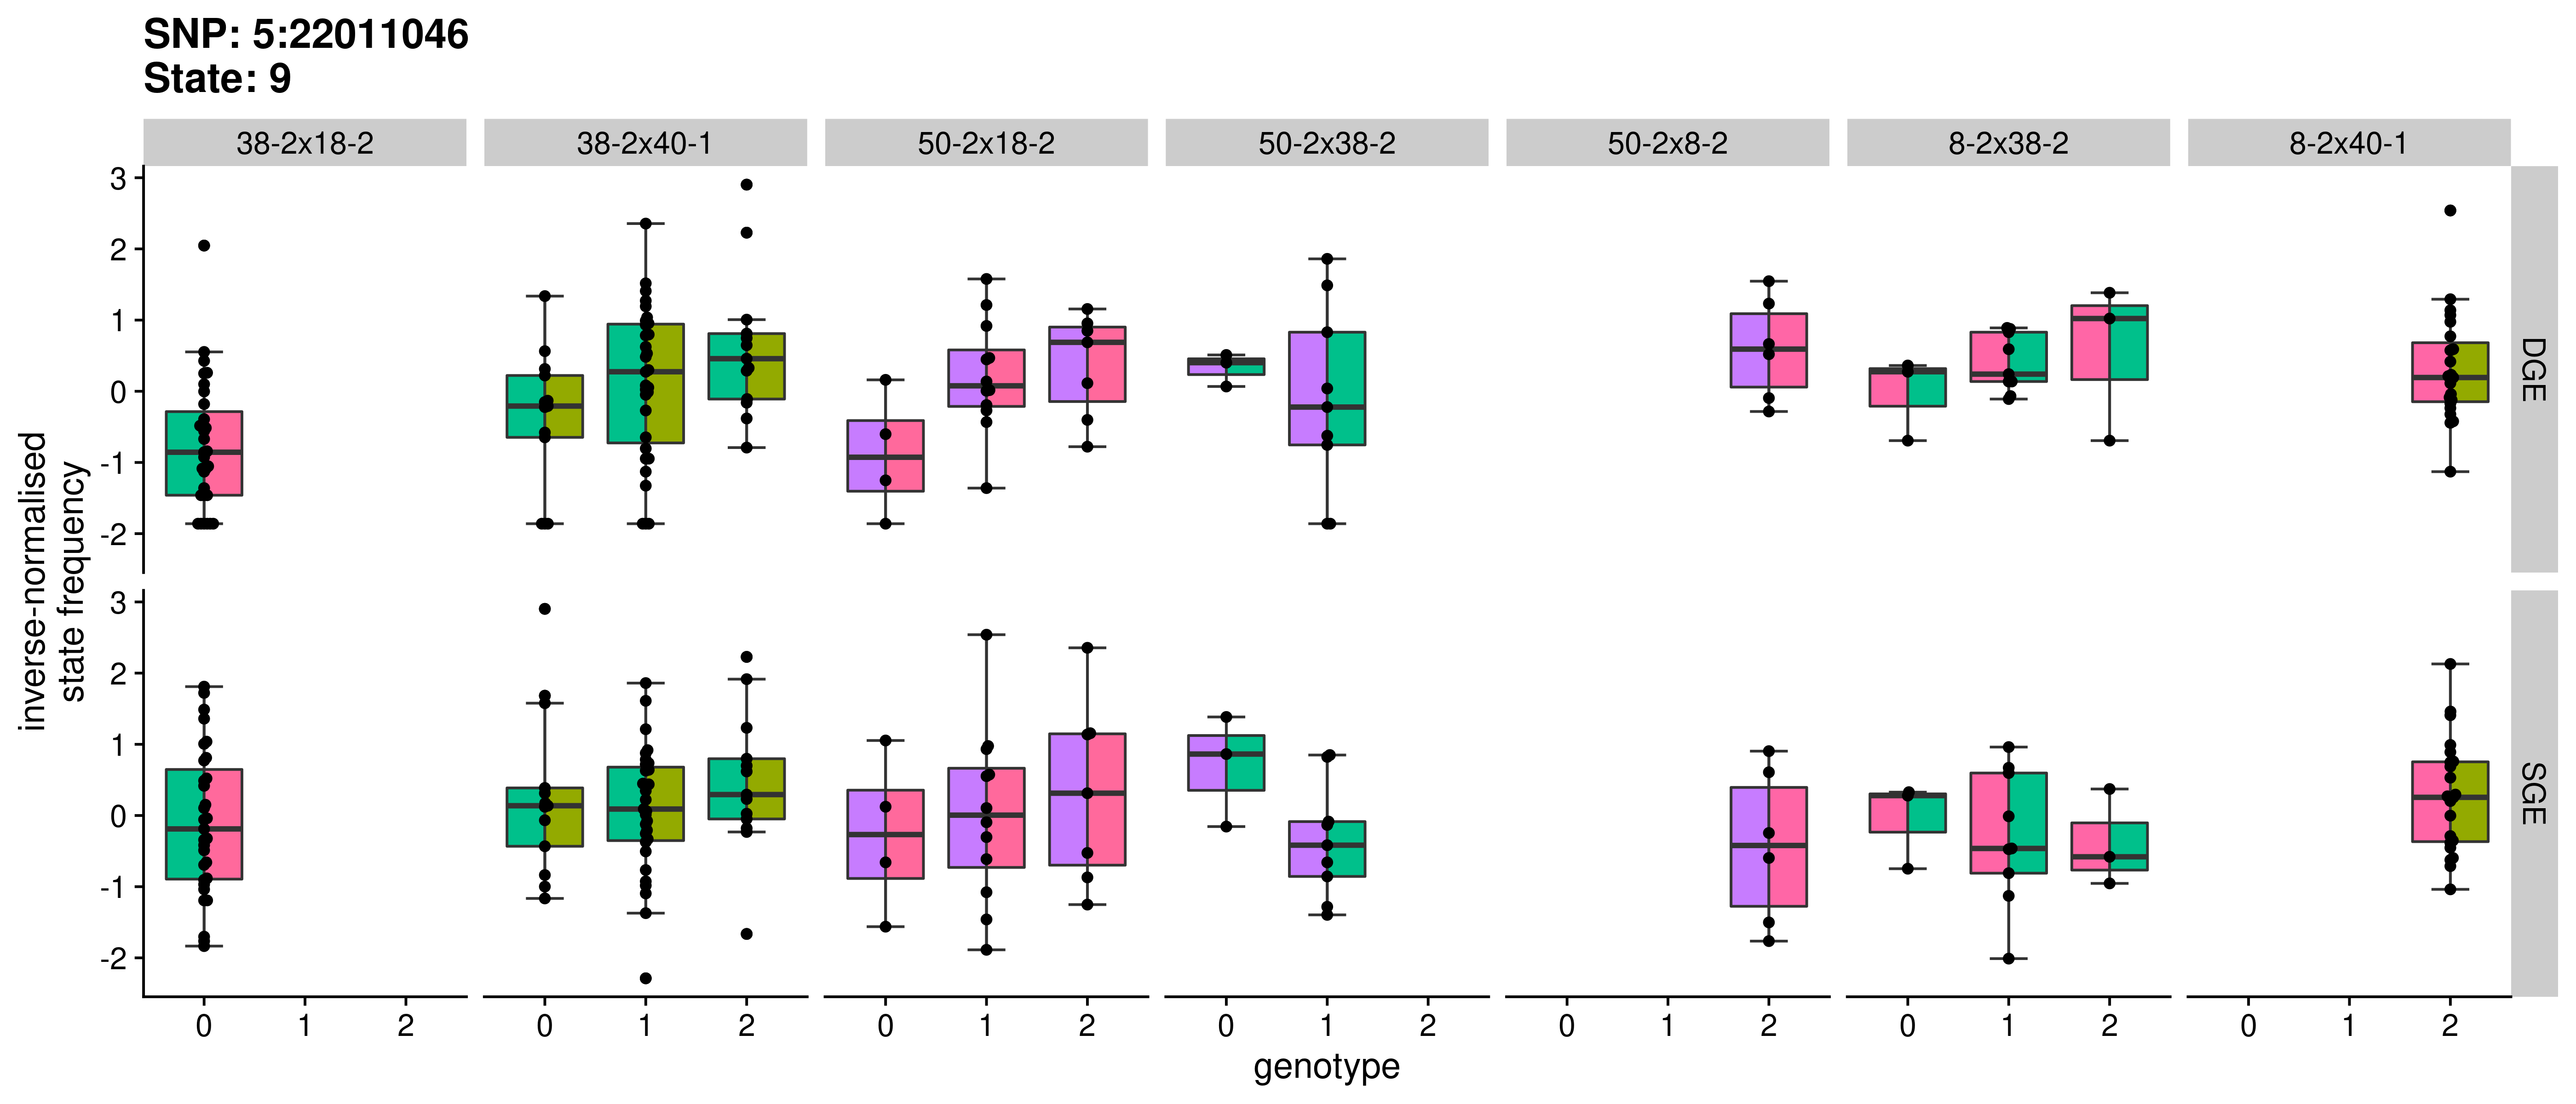 SNP: 5:22011046
State: 9
38-2x18-2 38-2x40-1 50-2x18-2 50-2x38-2 50-2x8-2 8-2x38-2 8-2x40-1
inverse-normalised
state frequency
3
2
1
0
-1
-2
DGE
3
2
1
0
-1
-2
SGE
0 1 2 0 1 2 0 1 2 0 1 2 0 1 2 0 1 2 0 1 2
genotype